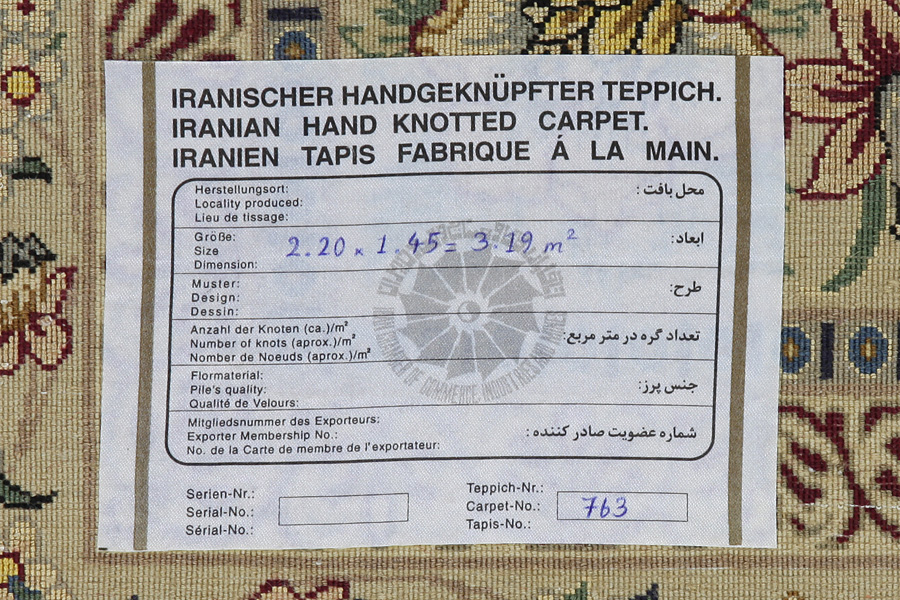 IRANISCHER HANDGEKNÜPFTER TEPPICH.
IRANIAN HAND KNOTTED CARPET.
IRANIEN TAPIS FABRIQUE Á LA MAIN.
Herstellungsort:
Locality produced:
Lieu de tissage:
محل بافت :
Größe:
Size
Dimension:
2.20 x 1.45 = 3.19 m²
ابعاد:
Muster:
Design:
Dessin:
طرح:
Anzahl der Knoten (ca.)/m²
Number of knots (aprox.)/m²
Nombre de Noeuds (aprox.)/m²
تعداد گره در متر مربع:
Flormaterial:
Pile's quality:
Qualité de Velours:
جنس پرز:
Mitgliedsnummer des Exporteurs:
Exporter Membership No.:
No. de la Carte de membre de l'exportateur:
شماره عضویت صادر کننده :
Serien-Nr.:
Serial-No.:
Sérial-No.:
Teppich-Nr.:
Carpet-No.:
Tapis-No.:
763